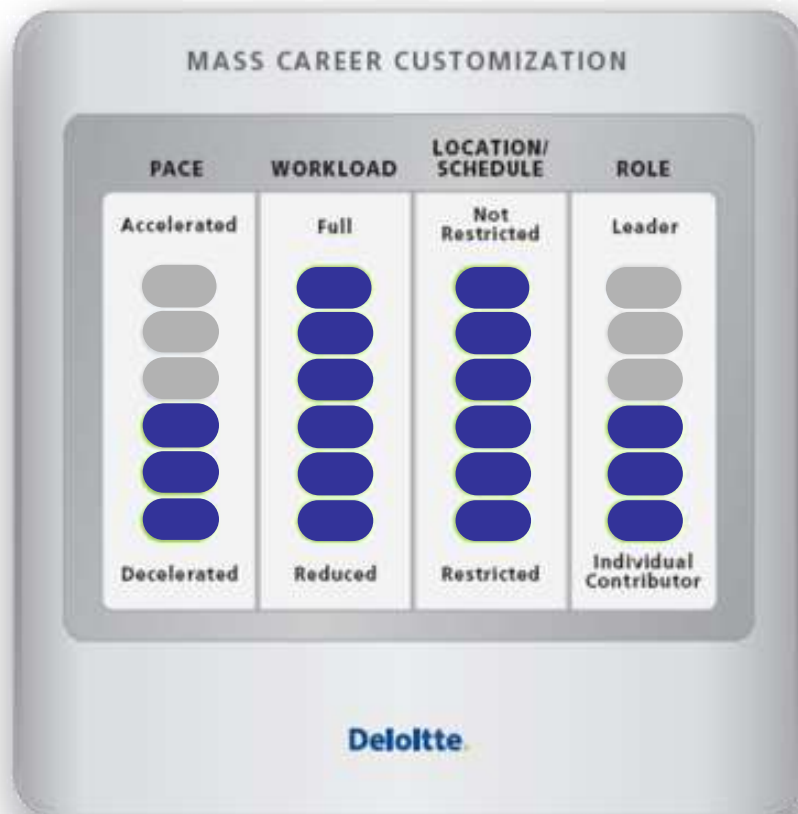 MASS CAREER CUSTOMIZATION
PACE
WORKLOAD
LOCATION/
SCHEDULE
ROLE
Accelerated
Full
Not
Restricted
Leader
Decelerated
Reduced
Restricted
Individual
Contributor
Deloitte.